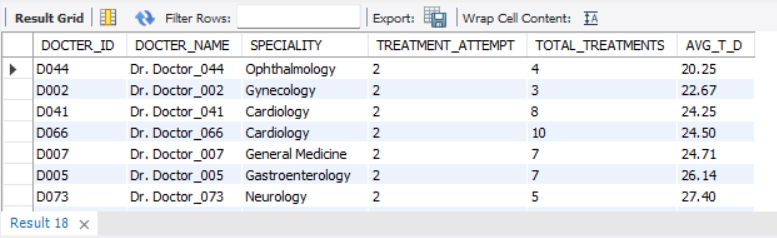 Result Grid Filter Rows: Export: Wrap Cell Content: IA
DOCTER_ID DOCTER_NAME SPECIALITY TREATMENT_ATTEMPT TOTAL_TREATMENTS AVG_T_D
D044 Dr. Doctor_044 Ophthalmology 2 4 20.25
D002 Dr. Doctor_002 Gynecology 2 3 22.67
D041 Dr. Doctor_041 Cardiology 2 8 24.25
D066 Dr. Doctor_066 Cardiology 2 10 24.50
D007 Dr. Doctor_007 General Medicine 2 7 24.71
D005 Dr. Doctor_005 Gastroenterology 2 7 26.14
D073 Dr. Doctor_073 Neurology 2 5 27.40
Result 18